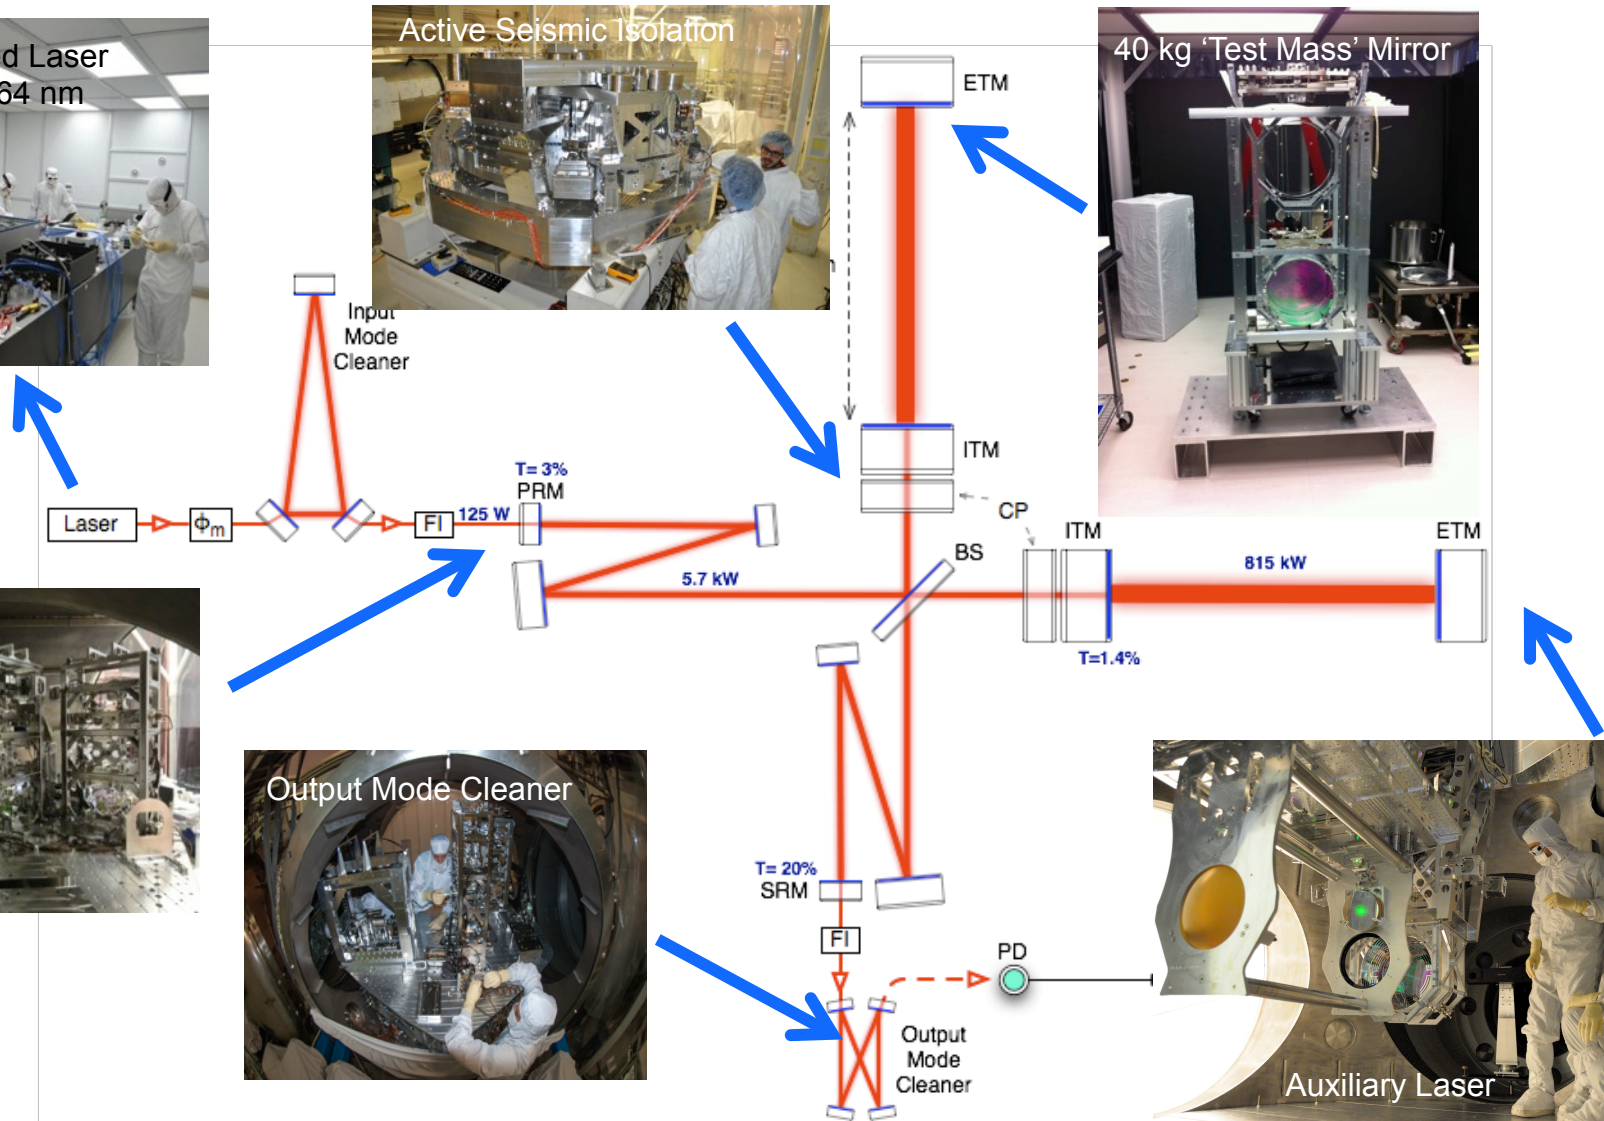 d Laser
64 nm
Active Seismic Isolation
40 kg ‘Test Mass’ Mirror
ETM
Input
Mode
Cleaner
ITM
T= 3%
PRM
CP
Laser
Φm
FI
125 W
ITM
ETM
BS
5.7 kW
815 kW
T=1.4%
Output Mode Cleaner
T= 20%
SRM
FI
PD
Output
Mode
Cleaner
Auxiliary Laser